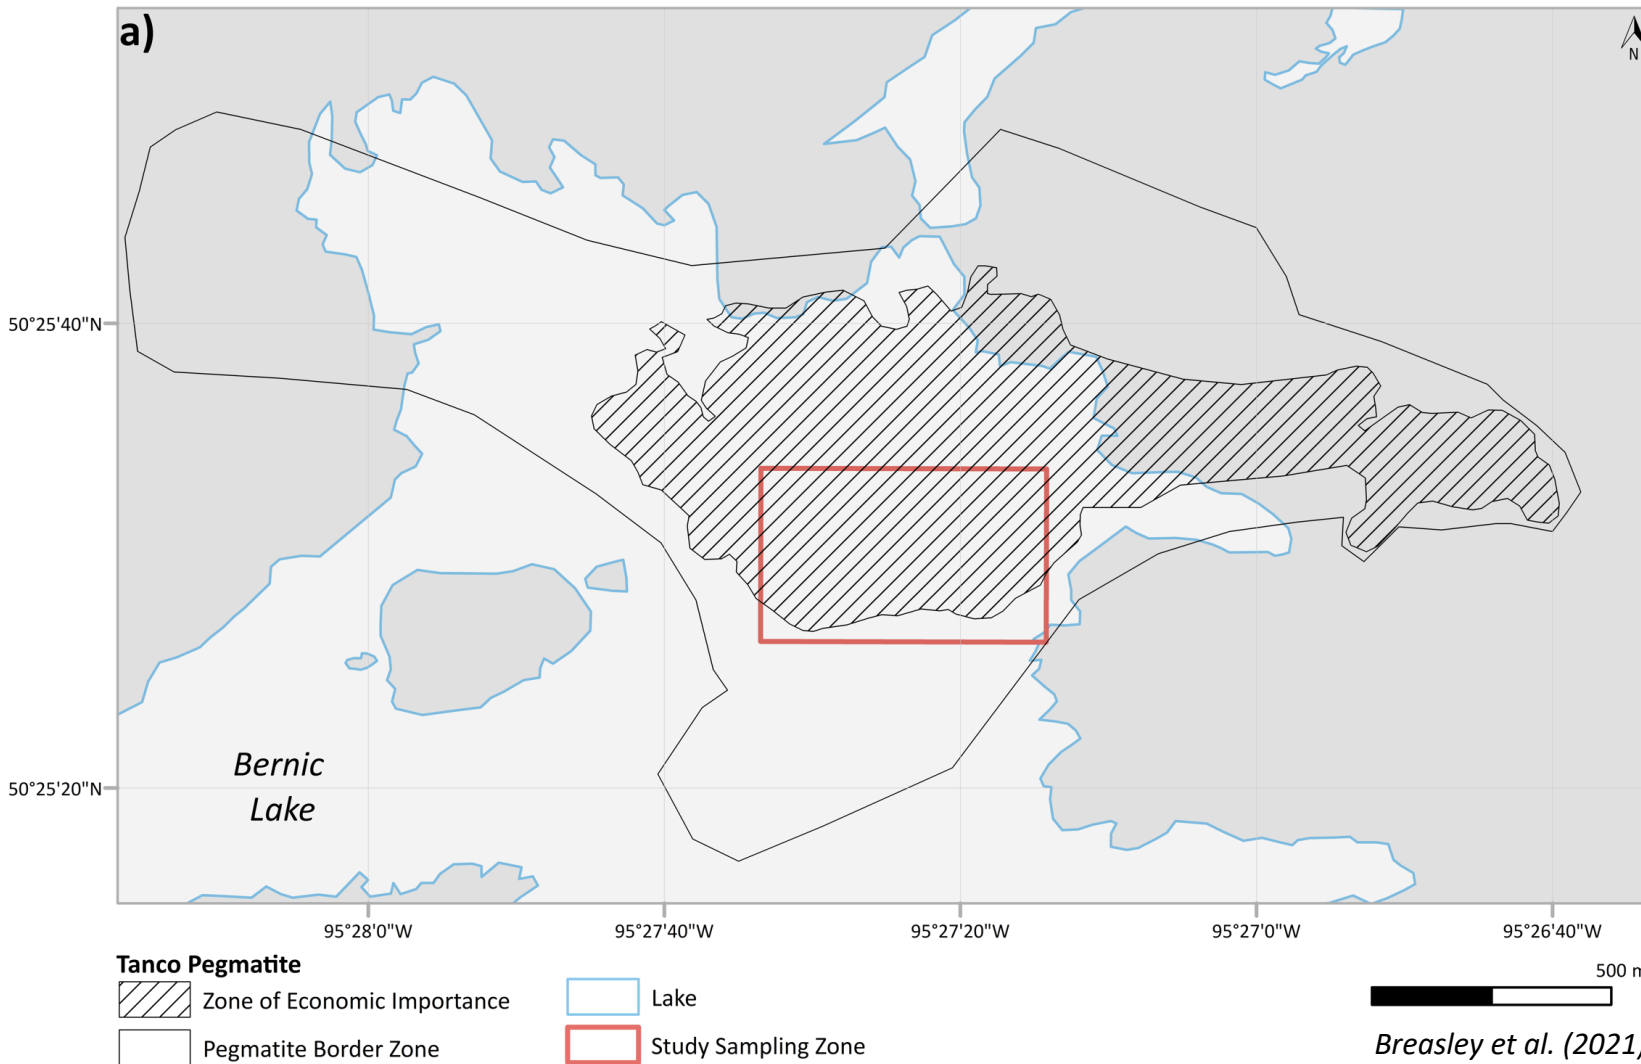 a)
N
50°25'40"N
50°25'20"N
Bernic
Lake
95°28'0"W
95°27'40"W
95°27'20"W
95°27'0"W
95°26'40"W
Tanco Pegmatite
Zone of Economic Importance
Pegmatite Border Zone
Lake
Study Sampling Zone
500 m
Breasley et al. (2021)